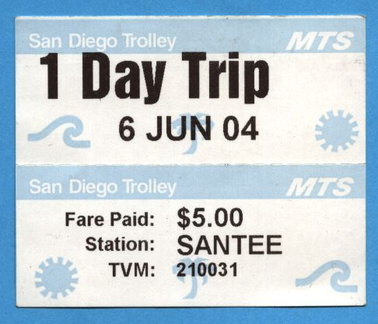 San Diego Trolley MTS
1 Day Trip
6 JUN 04
San Diego Trolley MTS
Fare Paid: $5.00
Station: SANTEE
TVM: 210031